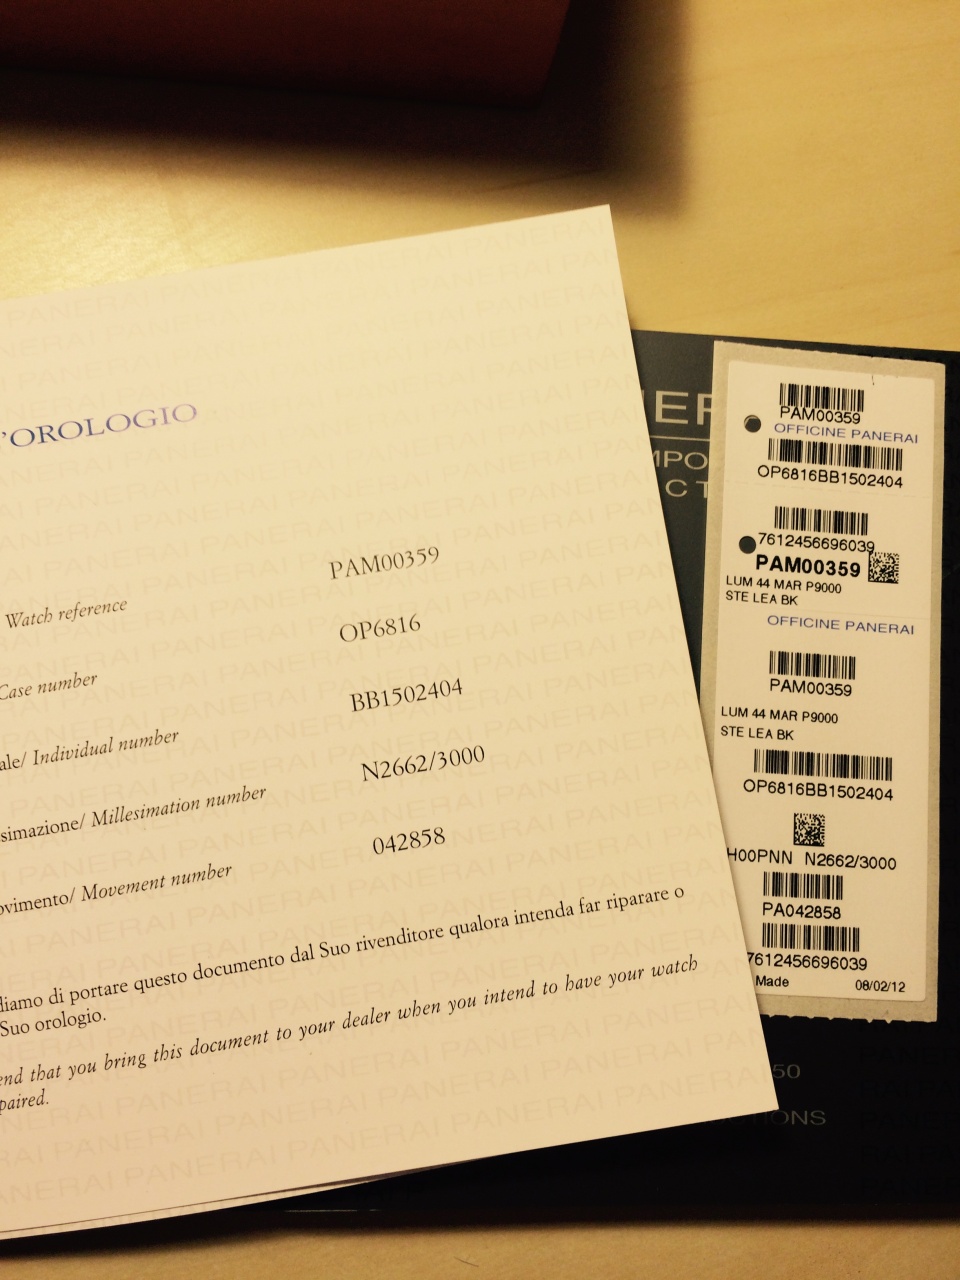 'OROLOGIO
PAM00359
Watch reference
OP6816
Case number
BB1502404
ale/ Individual number
N2662/3000
simazione/ Millesimation number
042858
ovimento/ Movement number
diamo di portare questo documento dal Suo rivenditore qualora intenda far riparare o
Suo orologio.
end that you bring this document to your dealer when you intend to have your watch
paired.
PAM00359
OFFICINE PANERAI
OP6816BB1502404
7612456696039
PAM00359
LUM 44 MAR P9000
STE LEA BK
OFFICINE PANERAI
PAM00359
LUM 44 MAR P9000
STE LEA BK
OP6816BB1502404
H00PNN N2662/3000
PA042858
7612456696039
Made 08/02/12
50